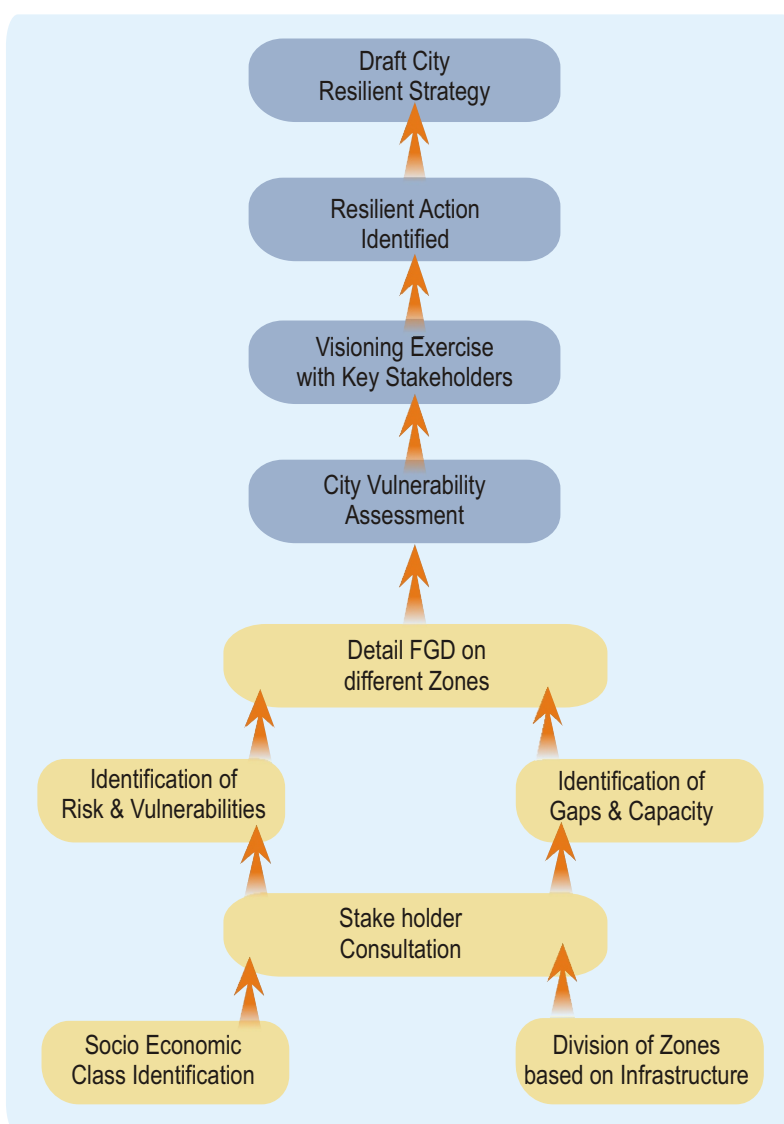 Draft City
Resilient Strategy
Resilient Action
Identified
Visioning Exercise
with Key Stakeholders
City Vulnerability
Assessment
Detail FGD on
different Zones
Identification of
Risk & Vulnerabilities
Identification of
Gaps & Capacity
Stake holder
Consultation
Socio Economic
Class Identification
Division of Zones
based on Infrastructure